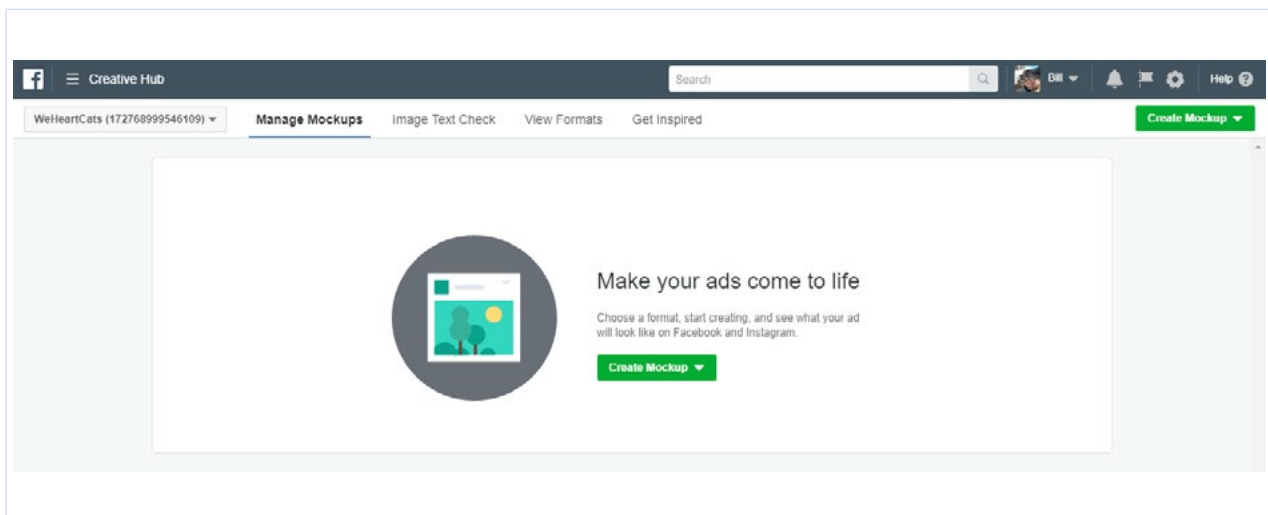 Creative Hub
Search
Bill
Help
WeHeartCats (172768999546109)
Manage Mockups
Image Text Check
View Formats
Get Inspired
Create Mockup
Make your ads come to life
Choose a format, start creating, and see what your ad
will look like on Facebook and Instagram.
Create Mockup